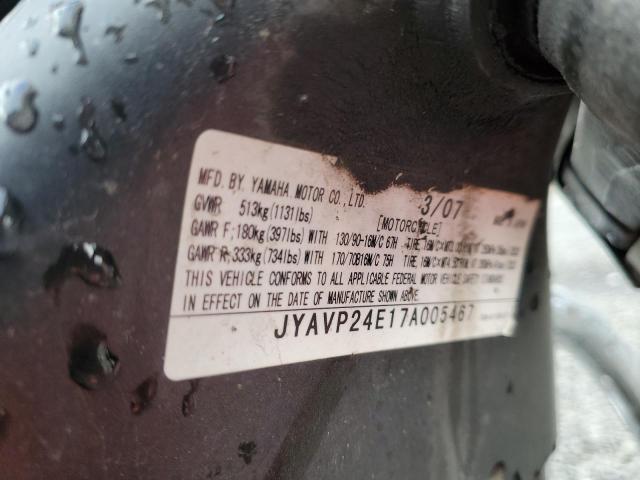 MFD. BY YAMAHA MOTOR CO., LTD. 3/07
GVWR 513kg(1131lbs) [MOTORCYCLE]
GAWR F: 180kg(397lbs) WITH 130/90-16M/C 67H TIRE
GAWR R: 333kg(734lbs) WITH 170/70B16M/C 75H TIRE
THIS VEHICLE CONFORMS TO ALL APPLICABLE FEDERAL MOTOR VEHICLE SAFETY STANDARDS
IN EFFECT ON THE DATE OF MANUFACTURE SHOWN ABOVE.
JYAVP24E17A005467